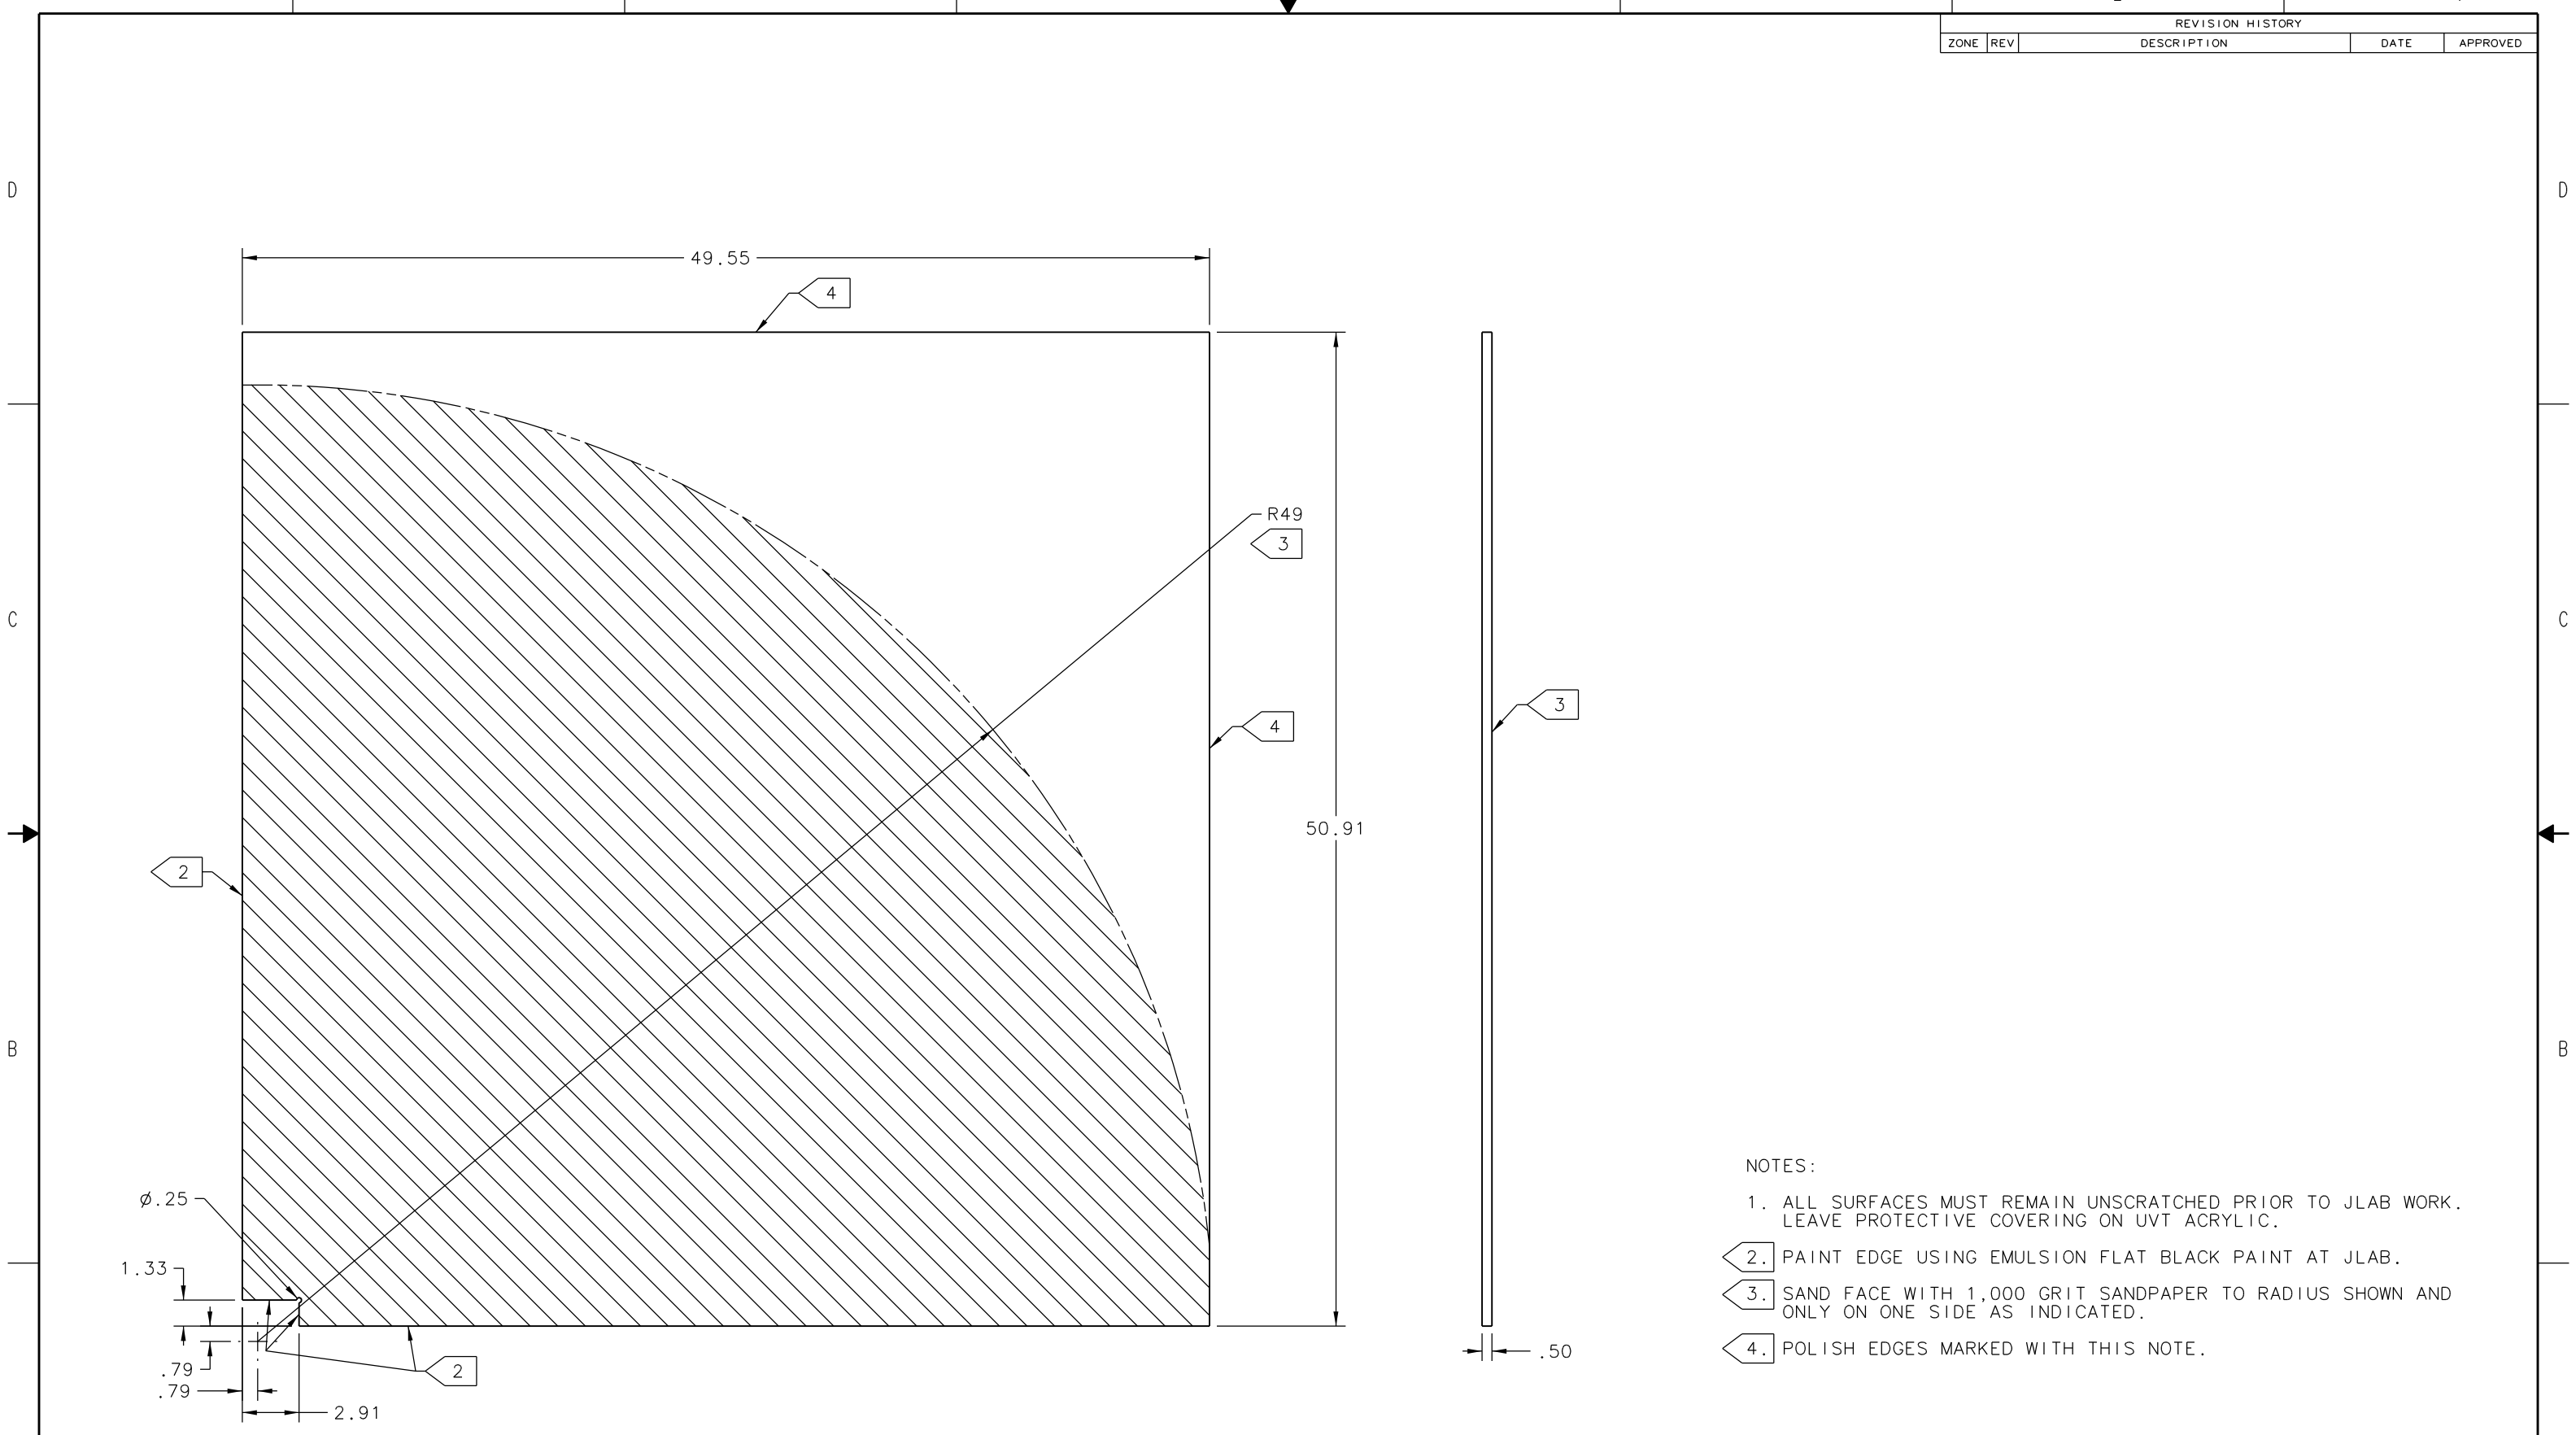 REVISION HISTORY
ZONE REV DESCRIPTION DATE APPROVED
D D
49.55
4
R49
3
C C
3
4
50.91
2
B B
NOTES:
1. ALL SURFACES MUST REMAIN UNSCRATCHED PRIOR TO JLAB WORK.
LEAVE PROTECTIVE COVERING ON UVT ACRYLIC.
2. PAINT EDGE USING EMULSION FLAT BLACK PAINT AT JLAB.
3. SAND FACE WITH 1,000 GRIT SANDPAPER TO RADIUS SHOWN AND
ONLY ON ONE SIDE AS INDICATED.
4. POLISH EDGES MARKED WITH THIS NOTE.
Ø.25
1.33
.79
.79
2
2.91
.50